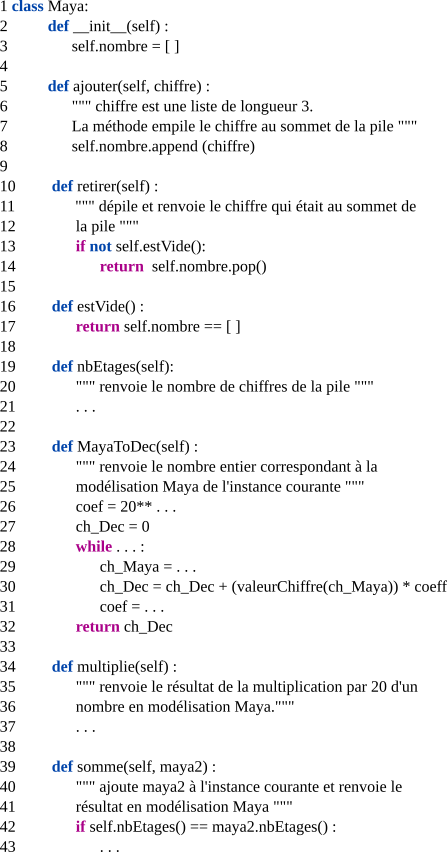 1 class Maya:
2 def __init__(self) :
3 self.nombre = [ ]
4
5 def ajouter(self, chiffre) :
6 """ chiffre est une liste de longueur 3.
7 La méthode empile le chiffre au sommet de la pile """
8 self.nombre.append (chiffre)
9
10 def retirer(self) :
11 """ dépile et renvoie le chiffre qui était au sommet de
12 la pile """
13 if not self.estVide():
14 return self.nombre.pop()
15
16 def estVide() :
17 return self.nombre == [ ]
18
19 def nbEtages(self):
20 """ renvoie le nombre de chiffres de la pile """
21 . . .
22
23 def MayaToDec(self) :
24 """ renvoie le nombre entier correspondant à la
25 modélisation Maya de l'instance courante """
26 coef = 20** . . .
27 ch_Dec = 0
28 while . . . :
29 ch_Maya = . . .
30 ch_Dec = ch_Dec + (valeurChiffre(ch_Maya)) * coeff
31 coef = . . .
32 return ch_Dec
33
34 def multiplie(self) :
35 """ renvoie le résultat de la multiplication par 20 d'un
36 nombre en modélisation Maya."""
37 . . .
38
39 def somme(self, maya2) :
40 """ ajoute maya2 à l'instance courante et renvoie le
41 résultat en modélisation Maya """
42 if self.nbEtages() == maya2.nbEtages() :
43 . . .